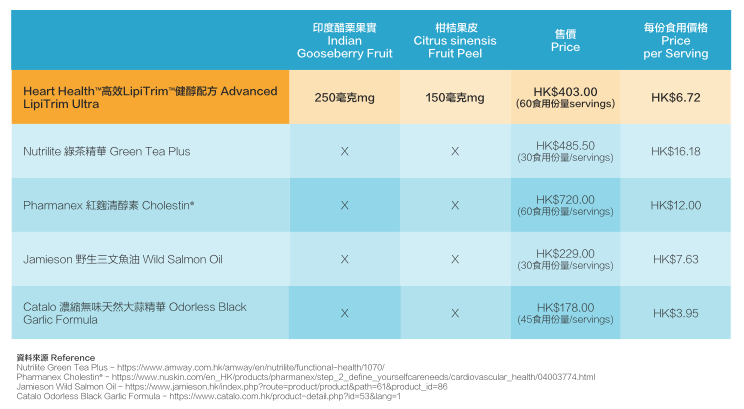 印度醋栗果實
Indian
Gooseberry Fruit
柑桔果皮
Citrus sinensis
Fruit Peel
售價
Price
每份食用價格
Price
per Serving
Heart Health™高效LipiTrim™健醇配方 Advanced
LipiTrim Ultra
250毫克mg
150毫克mg
HK$403.00
(60食用份量servings)
HK$6.72
Nutrilite 綠茶精華 Green Tea Plus
X
X
HK$485.50
(30食用份量/servings)
HK$16.18
Pharmanex 紅麴清醇素 Cholestin®
X
X
HK$720.00
(60食用份量/servings)
HK$12.00
Jamieson 野生三文魚油 Wild Salmon Oil
X
X
HK$229.00
(30食用份量/servings)
HK$7.63
Catalo 濃縮無味天然大蒜精華 Odorless Black
Garlic Formula
X
X
HK$178.00
(45食用份量/servings)
HK$3.95
資料來源 Reference
Nutrilite Green Tea Plus - https://www.amway.com.hk/amway/en/nutrilite/functional-health/1070/
Pharmanex Cholestin® - https://www.nuskin.com/en_HK/products/pharmanex/step_2_define_yourselfcareneeds/cardiovascular_health/04003774.html
Jamieson Wild Salmon Oil - https://www.jamieson.hk/index.php?route=product/product&path=61&product_id=86
Catalo Odorless Black Garlic Formula - https://www.catalo.com.hk/product-detail.php?id=53&lang=1